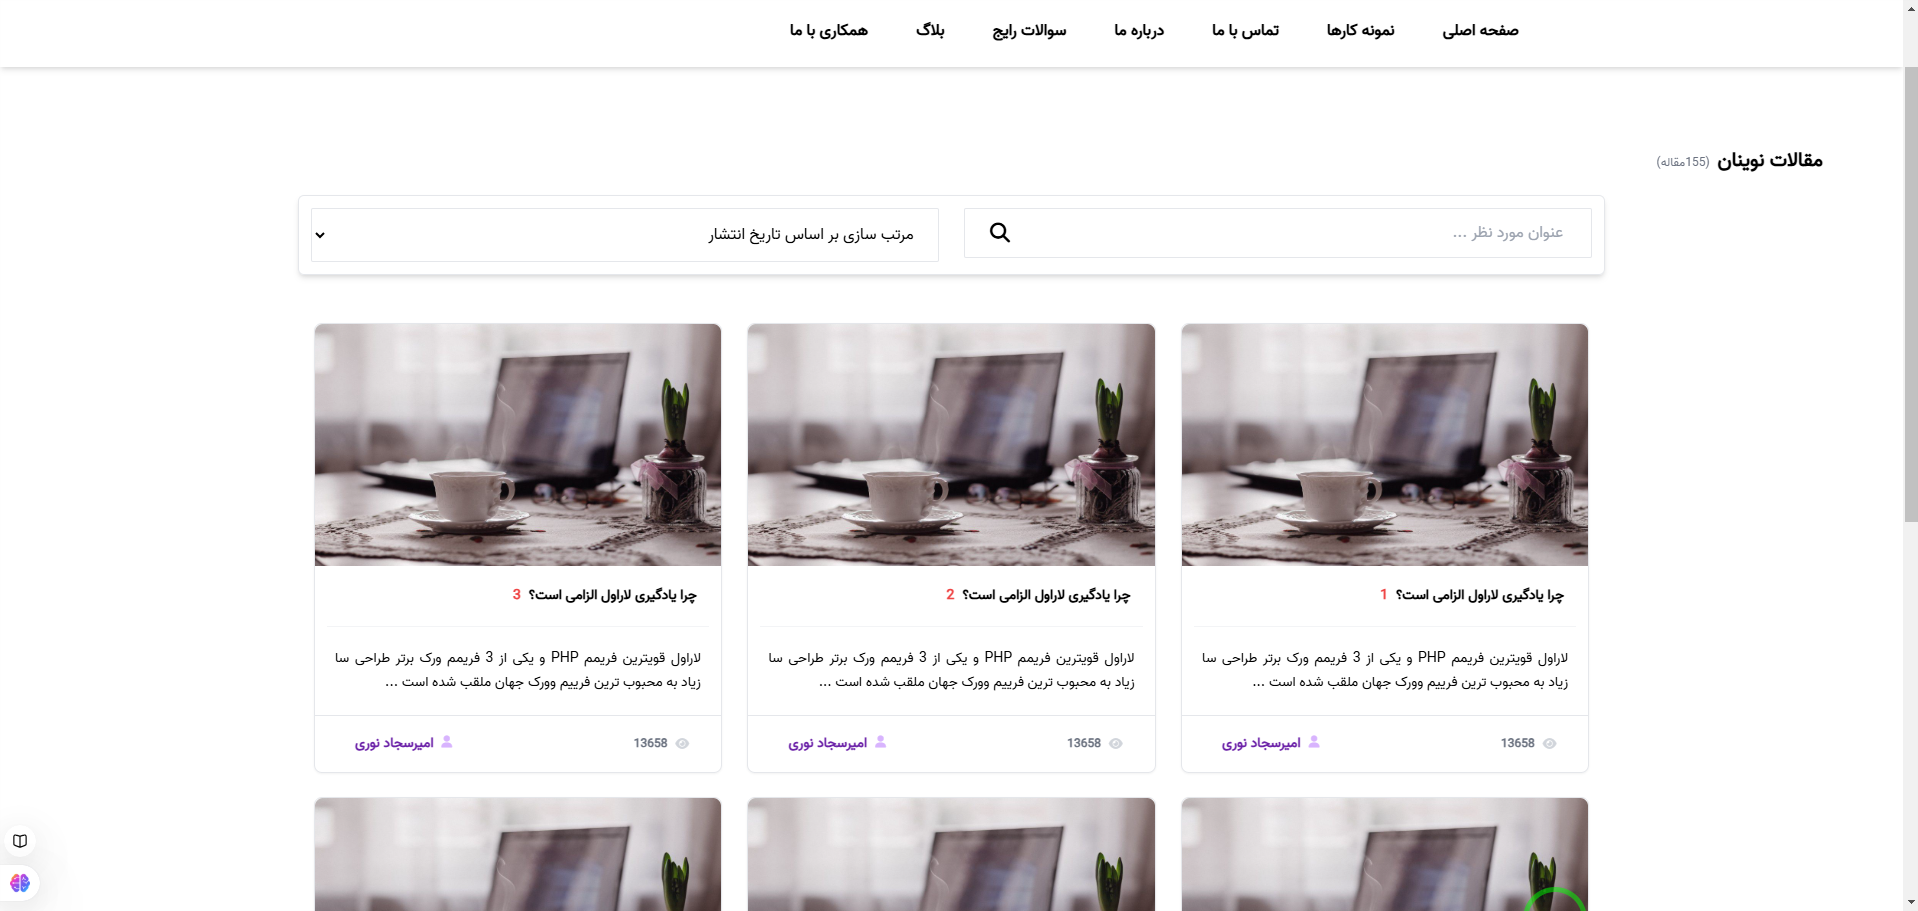 صفحه اصلی نمونه کارها تماس با ما درباره ما سوالات رایج بلاگ همکاری با ما
مقالات نوینان (155مقاله)
عنوان مورد نظر ... مرتب سازی بر اساس تاریخ انتشار
چرا یادگیری لاراول الزامی است؟ 1
لاراول قویترین فریمم PHP و یکی از 3 فریمم ورک برتر طراحی سا
زیاد به محبوب ترین فرییم وورک جهان ملقب شده است ...
13658 امیرسجاد نوری
چرا یادگیری لاراول الزامی است؟ 2
لاراول قویترین فریمم PHP و یکی از 3 فریمم ورک برتر طراحی سا
زیاد به محبوب ترین فرییم وورک جهان ملقب شده است ...
13658 امیرسجاد نوری
چرا یادگیری لاراول الزامی است؟ 3
لاراول قویترین فریمم PHP و یکی از 3 فریمم ورک برتر طراحی سا
زیاد به محبوب ترین فرییم وورک جهان ملقب شده است ...
13658 امیرسجاد نوری